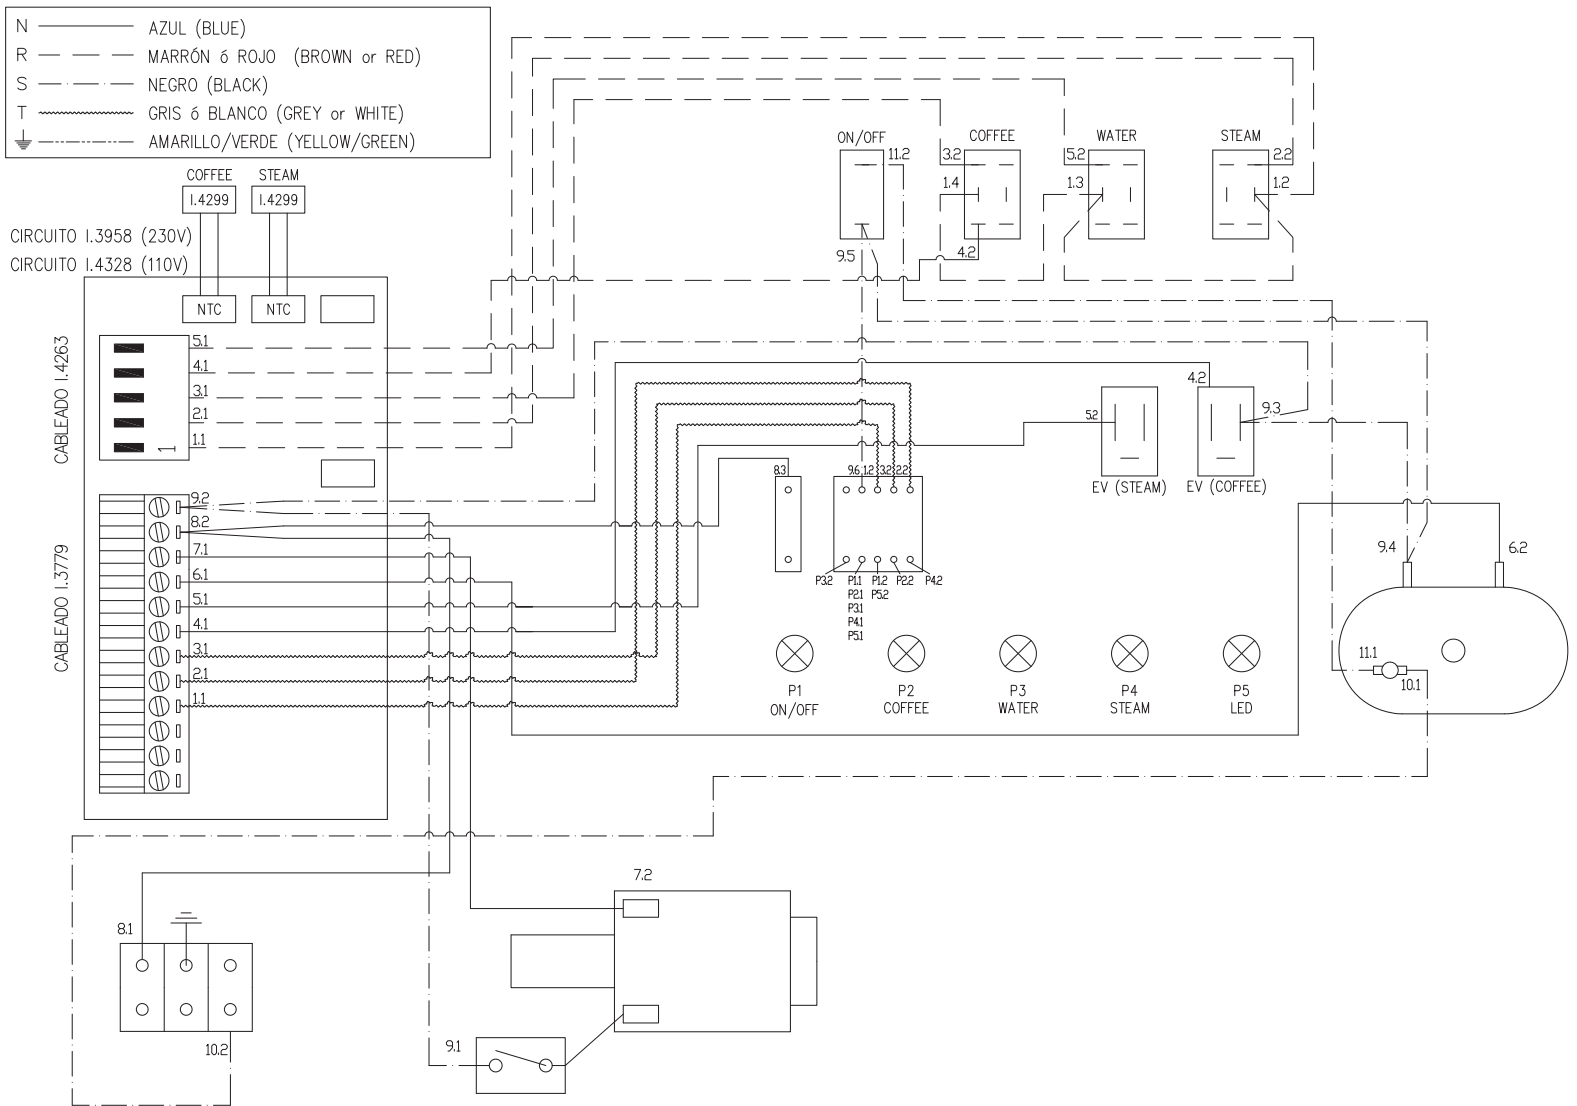 N AZUL (BLUE)
R MARRÓN ó ROJO (BROWN or RED)
S NEGRO (BLACK)
T GRIS ó BLANCO (GREY or WHITE)
AMARILLO/VERDE (YELLOW/GREEN)
COFFEE STEAM
1.4299 1.4299
CIRCUITO 1.3958 (230V)
CIRCUITO 1.4328 (110V)
NTC NTC
ON/OFF COFFEE WATER STEAM
11.2 3.2 5.2 2.2
1.4 1.3 1.2
9.5 4.2
CABLEADO 1.4263
5.1
4.1
3.1
2.1
1.1
1
4.2
5.2 9.3
EV (STEAM) EV (COFFEE)
8.3 9.6 1.2 3.2 2.2
CABLEADO 1.3779
9.2
8.2
7.1
6.1
5.1
4.1
3.1
2.1
1.1
9.4 6.2
P3.2 P1.1 P1.2 P2.2 P4.2
P2.1 P5.2
P3.1
P4.1
P5.1
11.1
10.1
P1 P2 P3 P4 P5
ON/OFF COFFEE WATER STEAM LED
7.2
8.1
10.2
9.1